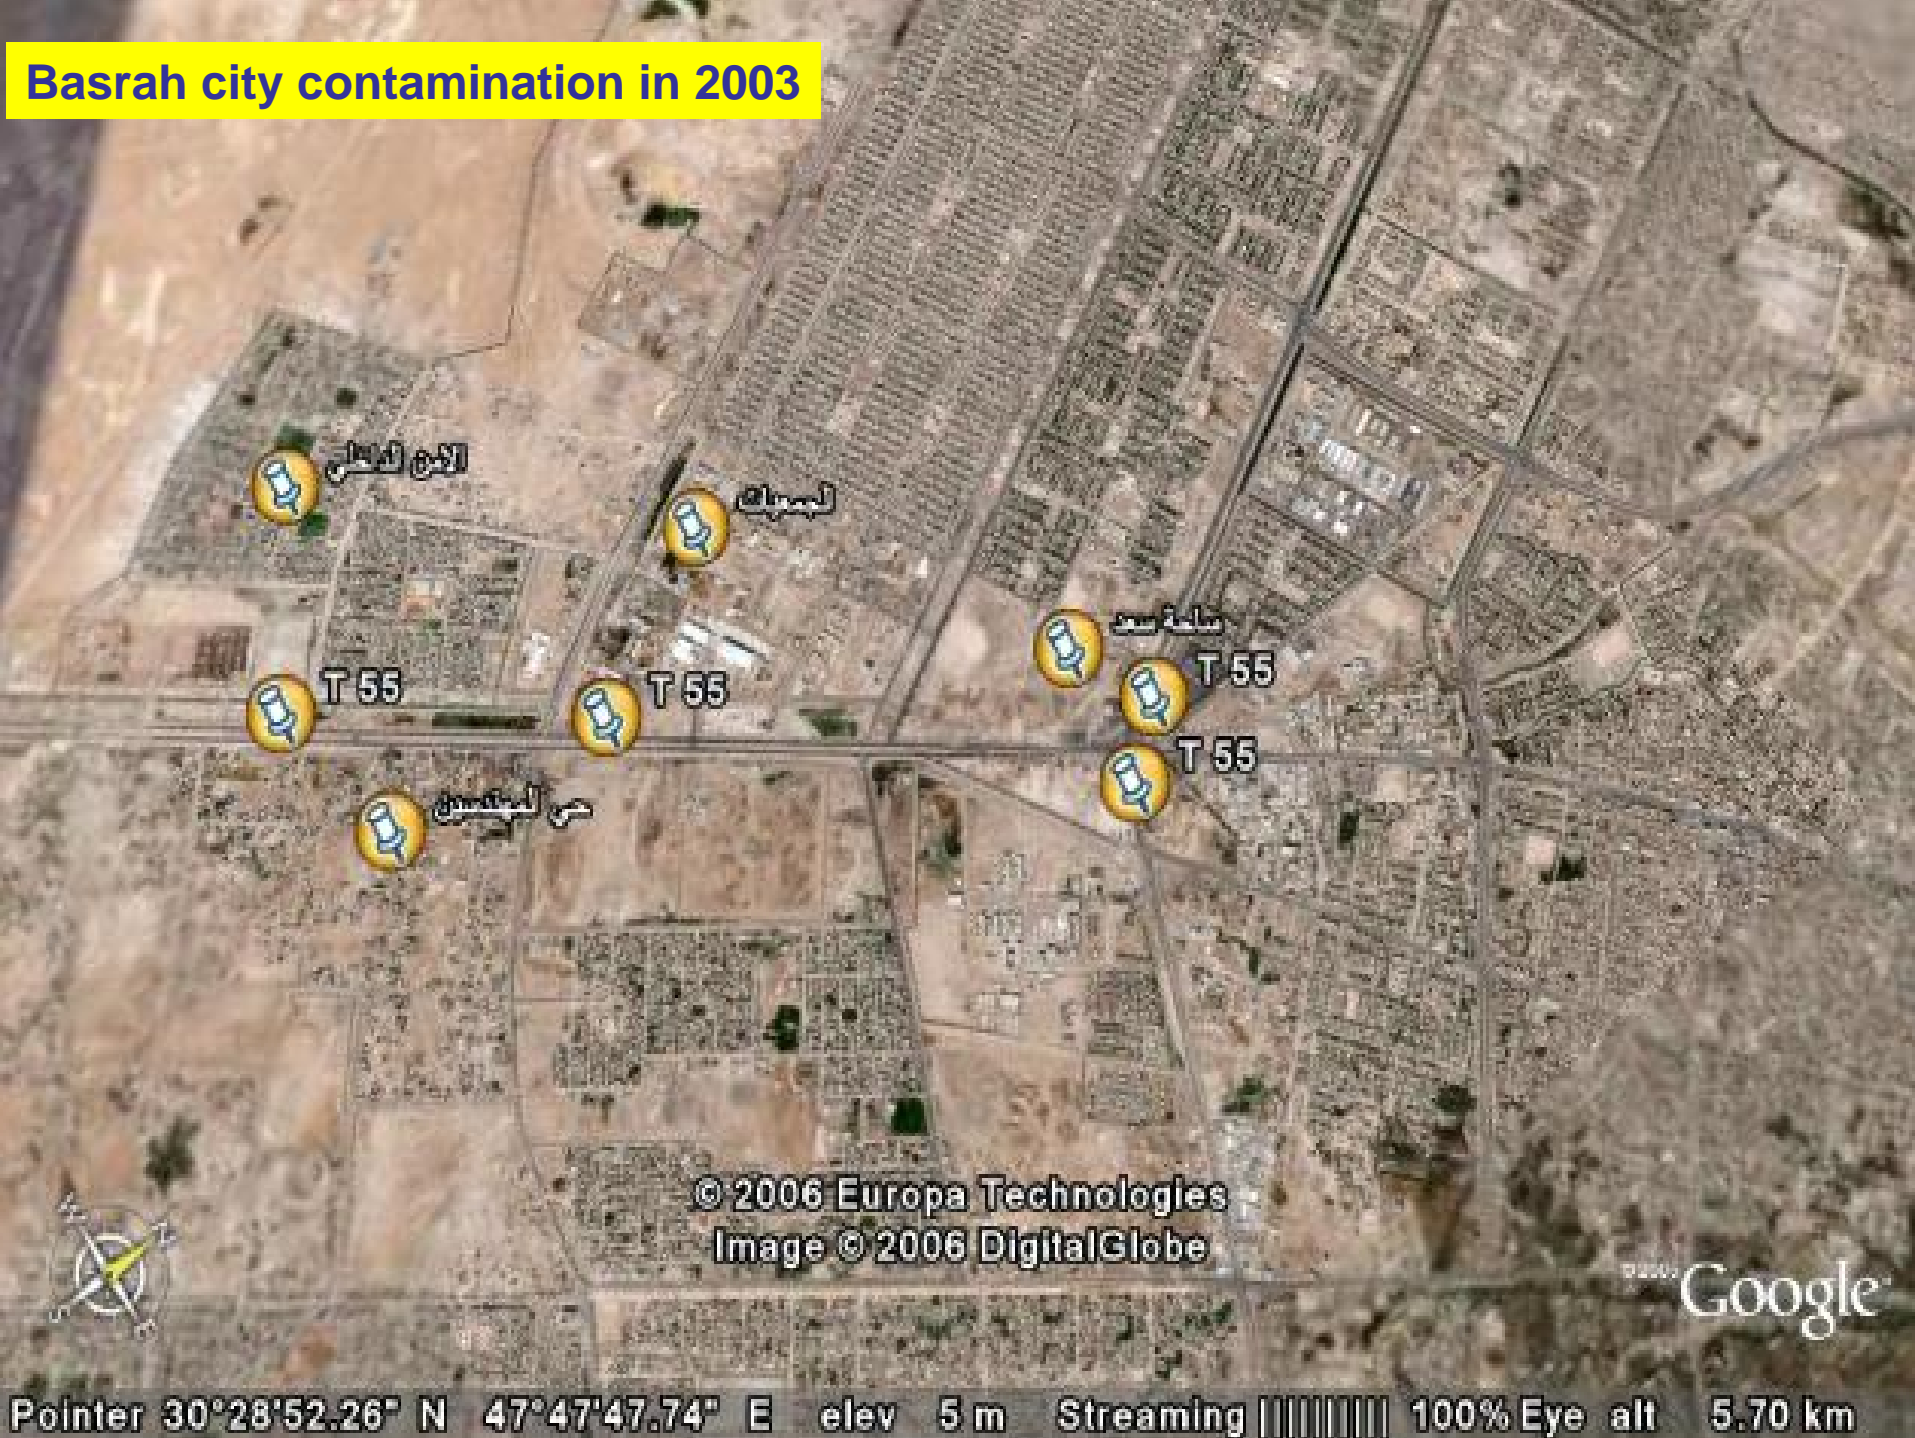 Basrah city contamination in 2003
الامن الداخلي
الجمعيات
ساحة سعد
T 55
T 55
T 55
T 55
حي المهندسين
© 2006 Europa Technologies
Image © 2006 DigitalGlobe
Google
Pointer 30°28'52.26" N 47°47'47.74" E elev 5 m Streaming ||||||||| 100% Eye alt 5.70 km